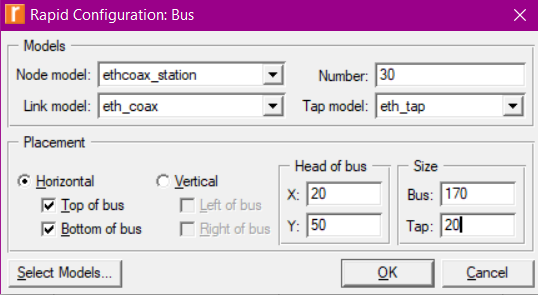 Rapid Configuration: Bus
Models
Node model: ethcoax_station Number: 30
Link model: eth_coax Tap model: eth_tap
Placement
Horizontal Vertical
Top of bus Left of bus
Bottom of bus Right of bus
Head of bus
X: 20
Y: 50
Size
Bus: 170
Tap: 20
Select Models... OK Cancel